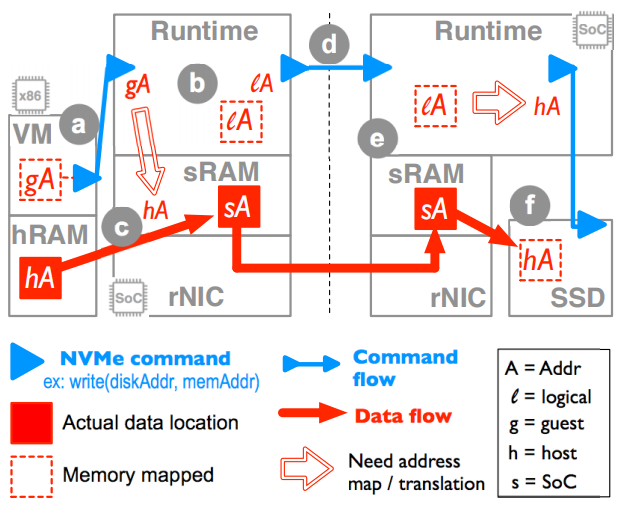 Runtime
d
Runtime
SoC
x86
gA
b
ℓA
a
VM
ℓA
ℓA
hA
e
gA
sRAM
sRAM
hA
sA
sA
f
hRAM
c
hA
hA
SoC
rNIC
rNIC
SSD
NVMe command
ex: write(diskAddr, memAddr)
Command
flow
Actual data location
Data flow
Memory mapped
Need address
map / translation
A = Addr
ℓ = logical
g = guest
h = host
s = SoC